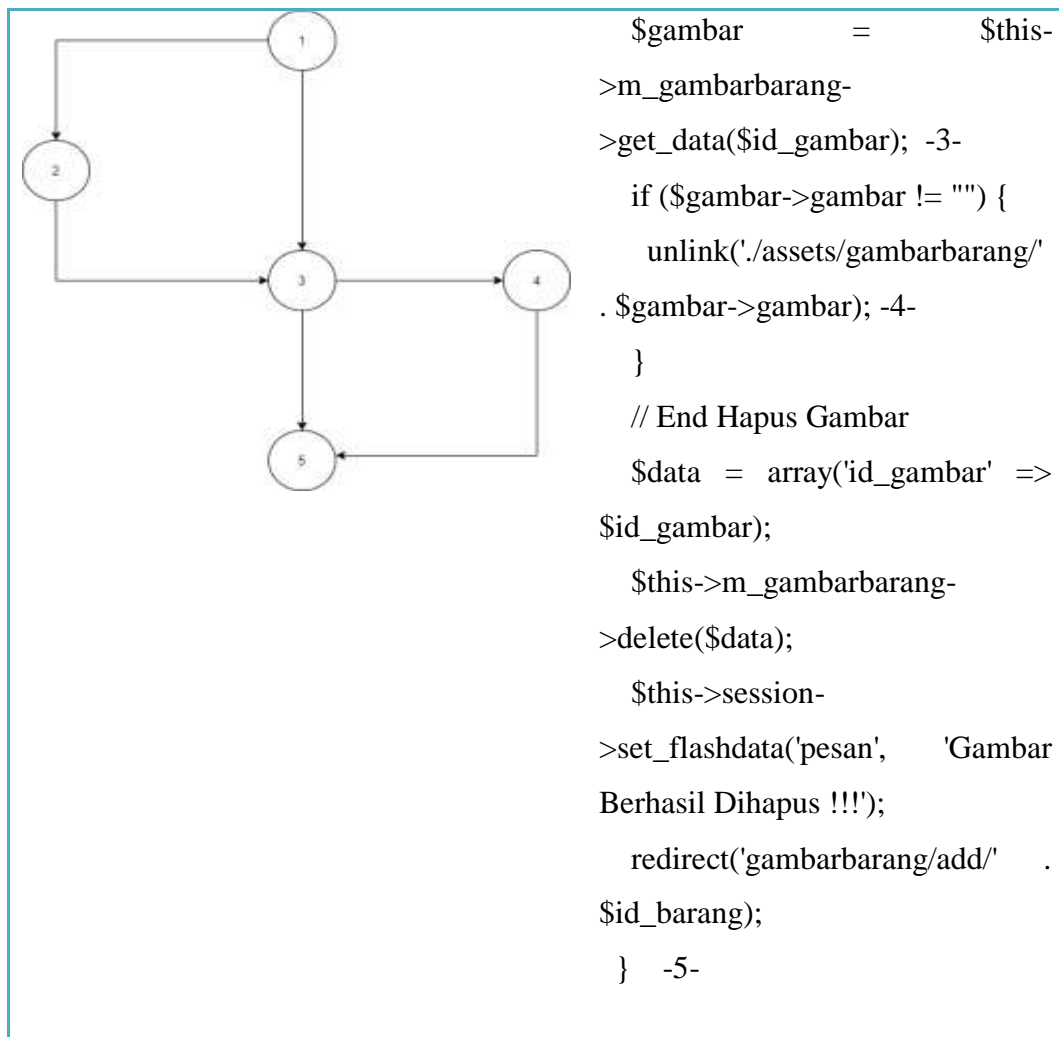 1
2
3
4
5
$gambar = $this-
>m_gambarbarang-
>get_data($id_gambar); -3-
if ($gambar->gambar != "") {
unlink('./assets/gambarbarang/'
. $gambar->gambar); -4-
}
// End Hapus Gambar
$data = array('id_gambar' =>
$id_gambar);
$this->m_gambarbarang-
>delete($data);
$this->session-
>set_flashdata('pesan', 'Gambar
Berhasil Dihapus !!!');
redirect('gambarbarang/add/' .
$id_barang);
} -5-